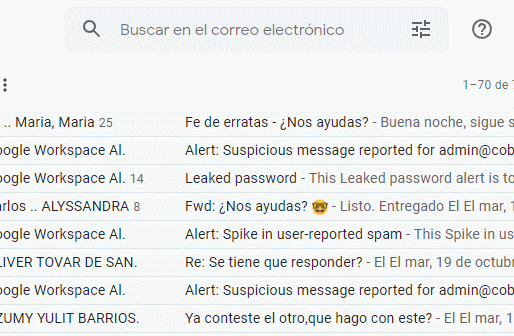 Buscar en el correo electrónico
1–70 de
.. Maria, Maria 25 Fe de erratas - ¿Nos ayudas? - Buena noche, sigue s
oogle Workspace Al. Alert: Suspicious message reported for admin@cob
oogle Workspace Al. 14 Leaked password - This Leaked password alert is to
arlos .. ALYSSANDRA 8 Fwd: ¿Nos ayudas? 🤓 - Listo. Entregado El El mar, 
oogle Workspace Al. Alert: Spike in user-reported spam - This Spike in us
LIVER TOVAR DE SAN. Re: Se tiene que responder? - El El mar, 19 de octub
oogle Workspace Al. Alert: Suspicious message reported for admin@cob
ZUMY YULIT BARRIOS. Ya conteste el otro,que hago con este? - El El mar, 1